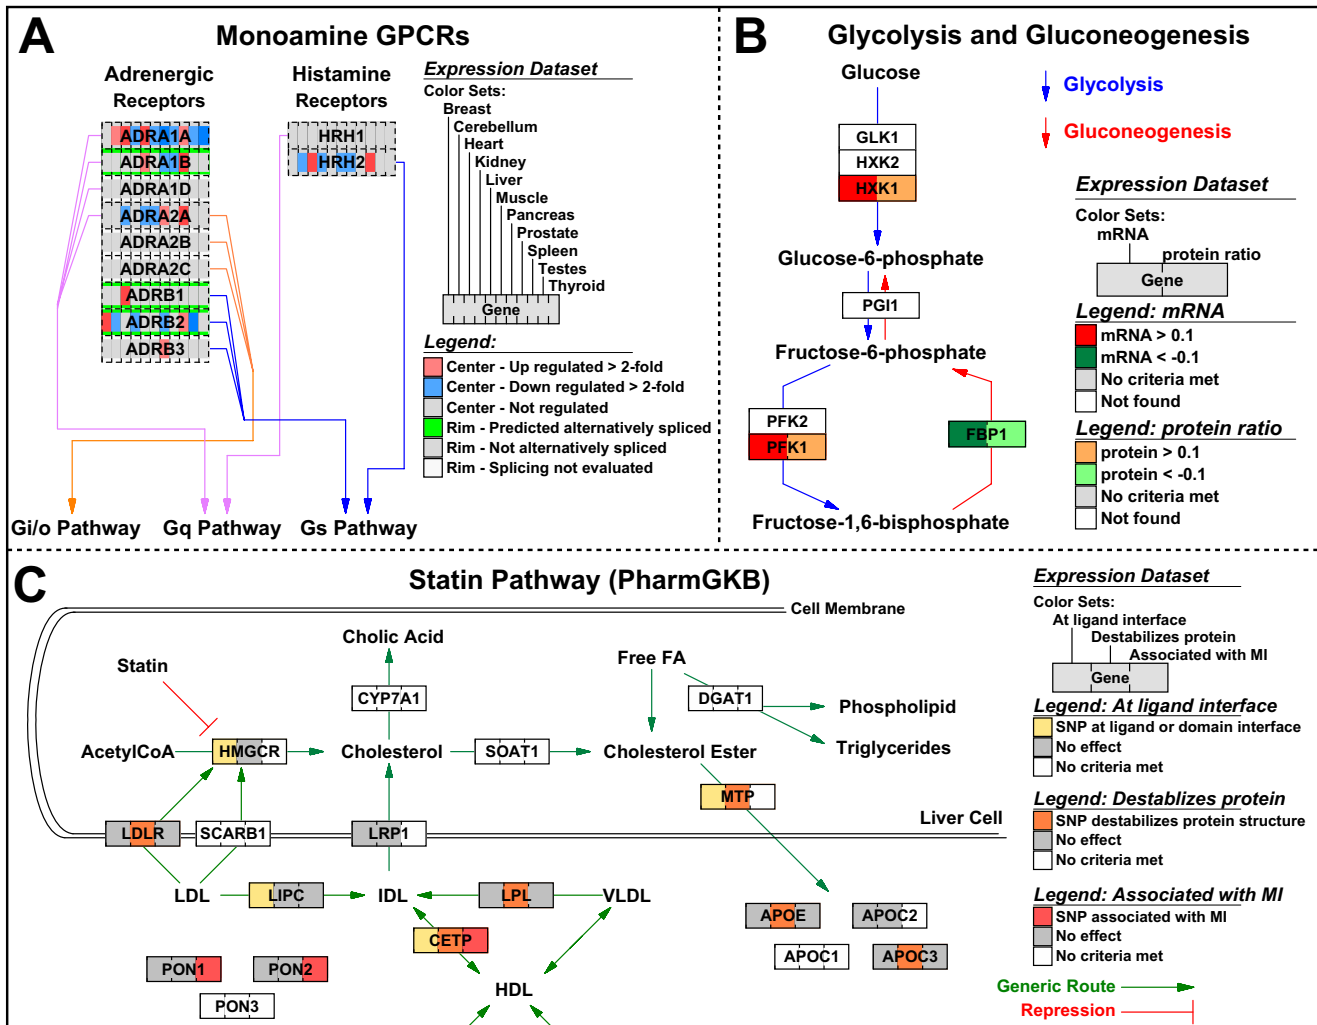 A
Monoamine GPCRs
Adrenergic
Receptors
Histamine
Receptors
ADRA1A
ADRA1B
ADRA1D
ADRA2A
ADRA2B
ADRA2C
ADRB1
ADRB2
ADRB3
HRH1
HRH2
Expression Dataset
Color Sets:
Breast
Cerebellum
Heart
Kidney
Liver
Muscle
Pancreas
Prostate
Spleen
Testes
Thyroid
Gene
Legend:
Center - Up regulated > 2-fold
Center - Down regulated > 2-fold
Center - Not regulated
Rim - Predicted alternatively spliced
Rim - Not alternatively spliced
Rim - Splicing not evaluated
Gi/o Pathway
Gq Pathway
Gs Pathway
B
Glycolysis and Gluconeogenesis
Glucose
GLK1
HXK2
HXK1
Glucose-6-phosphate
PGI1
Fructose-6-phosphate
PFK2
PFK1
FBP1
Fructose-1,6-bisphosphate
Glycolysis
Gluconeogenesis
Expression Dataset
Color Sets:
mRNA
protein ratio
Gene
Legend: mRNA
mRNA > 0.1
mRNA < -0.1
No criteria met
Not found
Legend: protein ratio
protein > 0.1
protein < -0.1
No criteria met
Not found
C
Statin Pathway (PharmGKB)
Cell Membrane
Cholic Acid
Statin
Free FA
CYP7A1
DGAT1
Phospholipid
AcetylCoA
HMGCR
Cholesterol
SOAT1
Cholesterol Ester
Triglycerides
MTP
Liver Cell
LDLR
SCARB1
LRP1
LDL
LIPC
IDL
LPL
VLDL
CETP
APOE
APOC2
APOC1
APOC3
PON1
PON2
PON3
HDL
Expression Dataset
Color Sets:
At ligand interface
Destabilizes protein
Associated with MI
Gene
Legend: At ligand interface
SNP at ligand or domain interface
No effect
No criteria met
Legend: Destablizes protein
SNP destabilizes protein structure
No effect
No criteria met
Legend: Associated with MI
SNP associated with MI
No effect
No criteria met
Generic Route
Repression